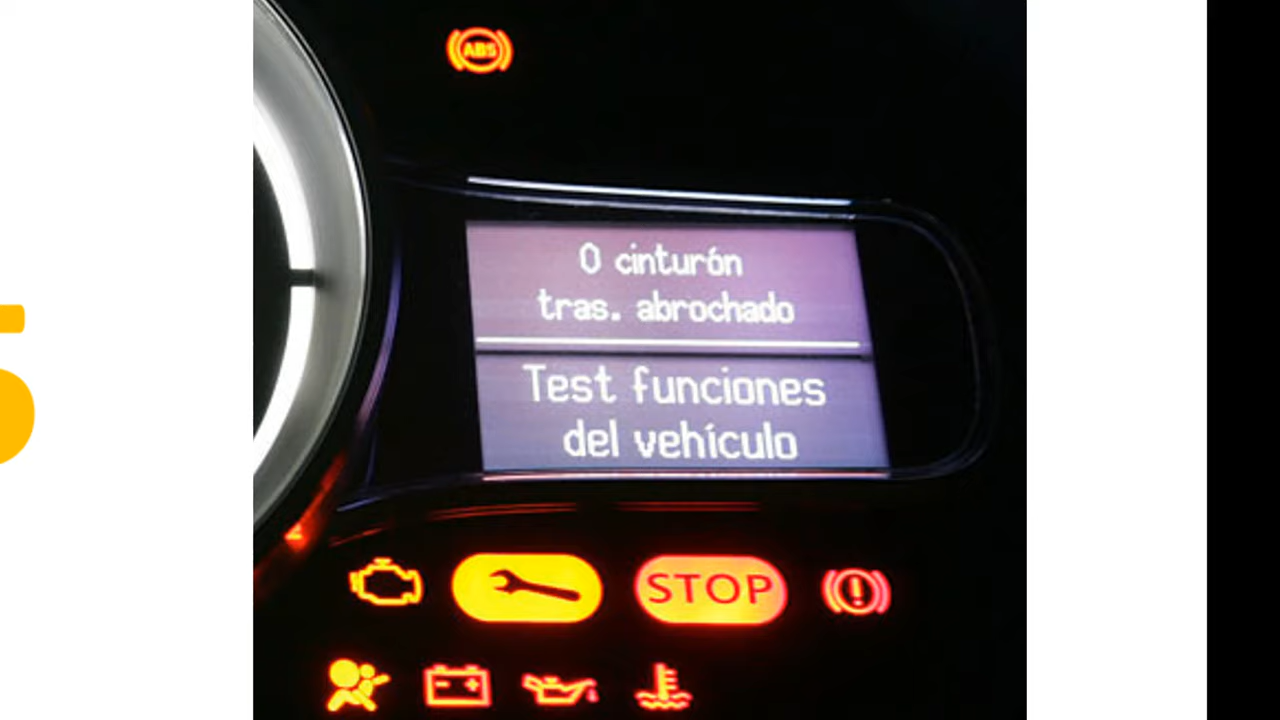 ABS
0 cinturón
tras. abrochado
Test funciones
del vehículo
STOP